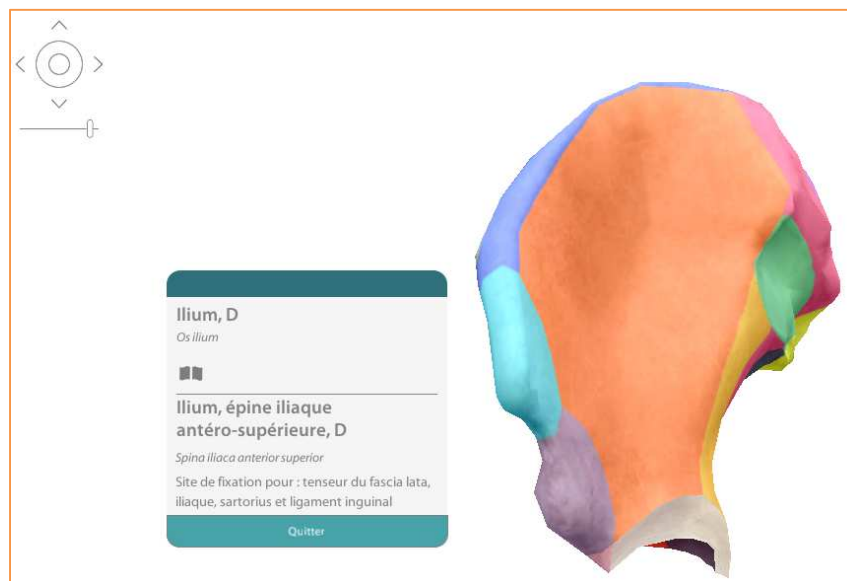 Ilium, D
Os ilium
Ilium, épine iliaque
antéro-supérieure, D
Spina iliaca anterior superior
Site de fixation pour : tenseur du fascia lata,
iliaque, sartorius et ligament inguinal
Quitter